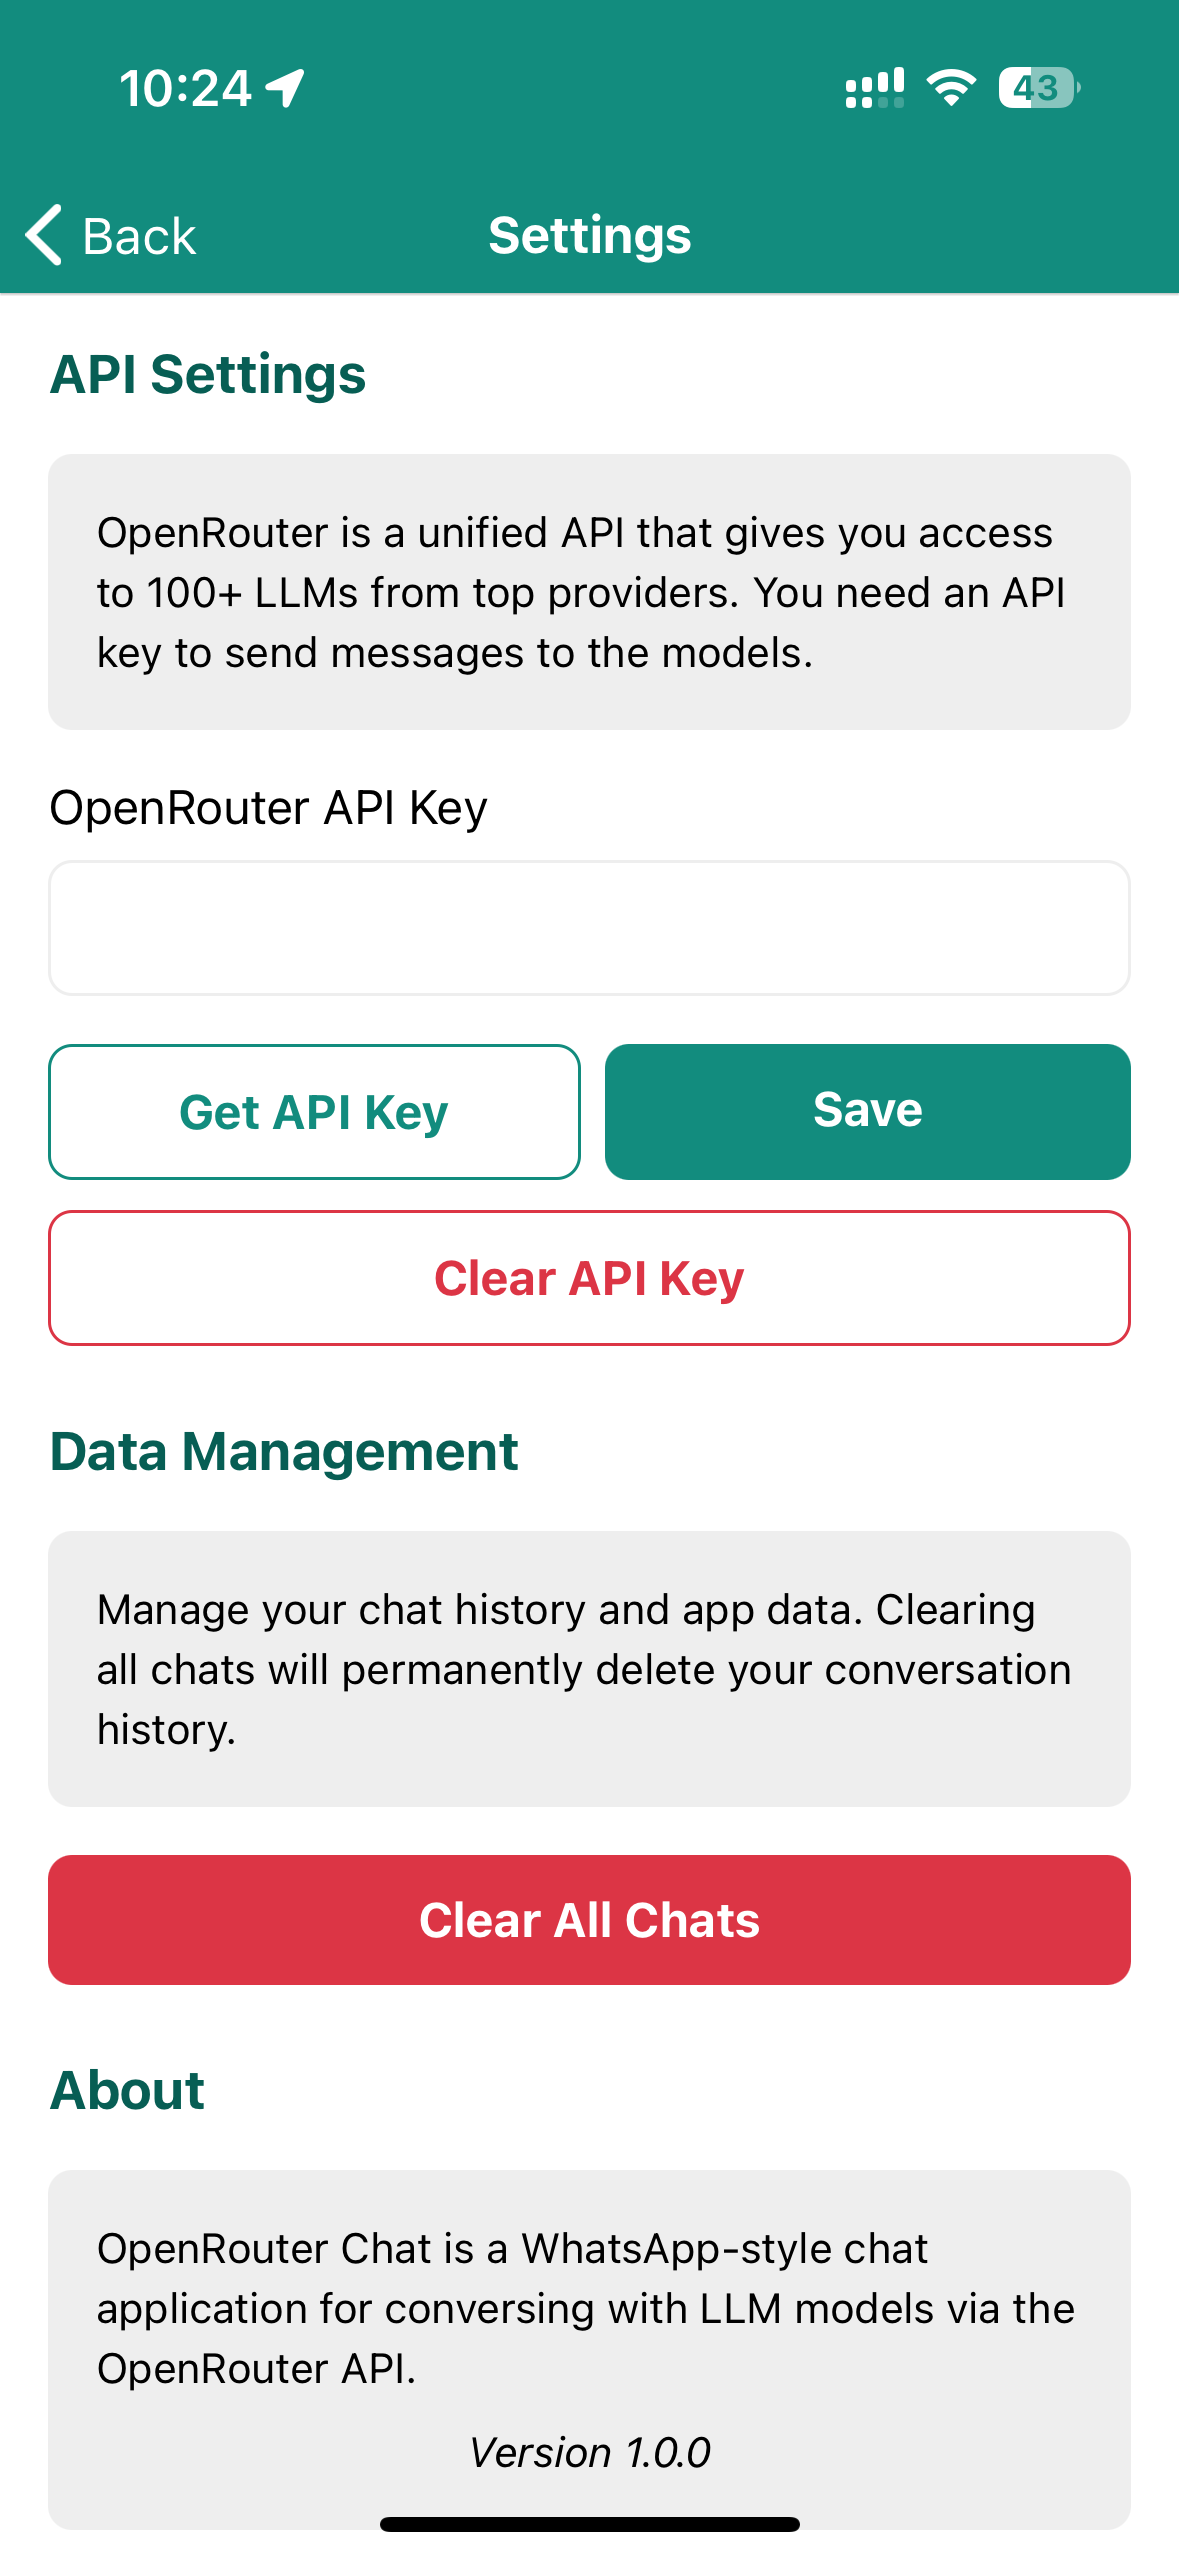 10:24
43
Back
Settings
API Settings
OpenRouter is a unified API that gives you access
to 100+ LLMs from top providers. You need an API
key to send messages to the models.
OpenRouter API Key
Get API Key
Save
Clear API Key
Data Management
Manage your chat history and app data. Clearing
all chats will permanently delete your conversation
history.
Clear All Chats
About
OpenRouter Chat is a WhatsApp-style chat
application for conversing with LLM models via the
OpenRouter API.
Version 1.0.0